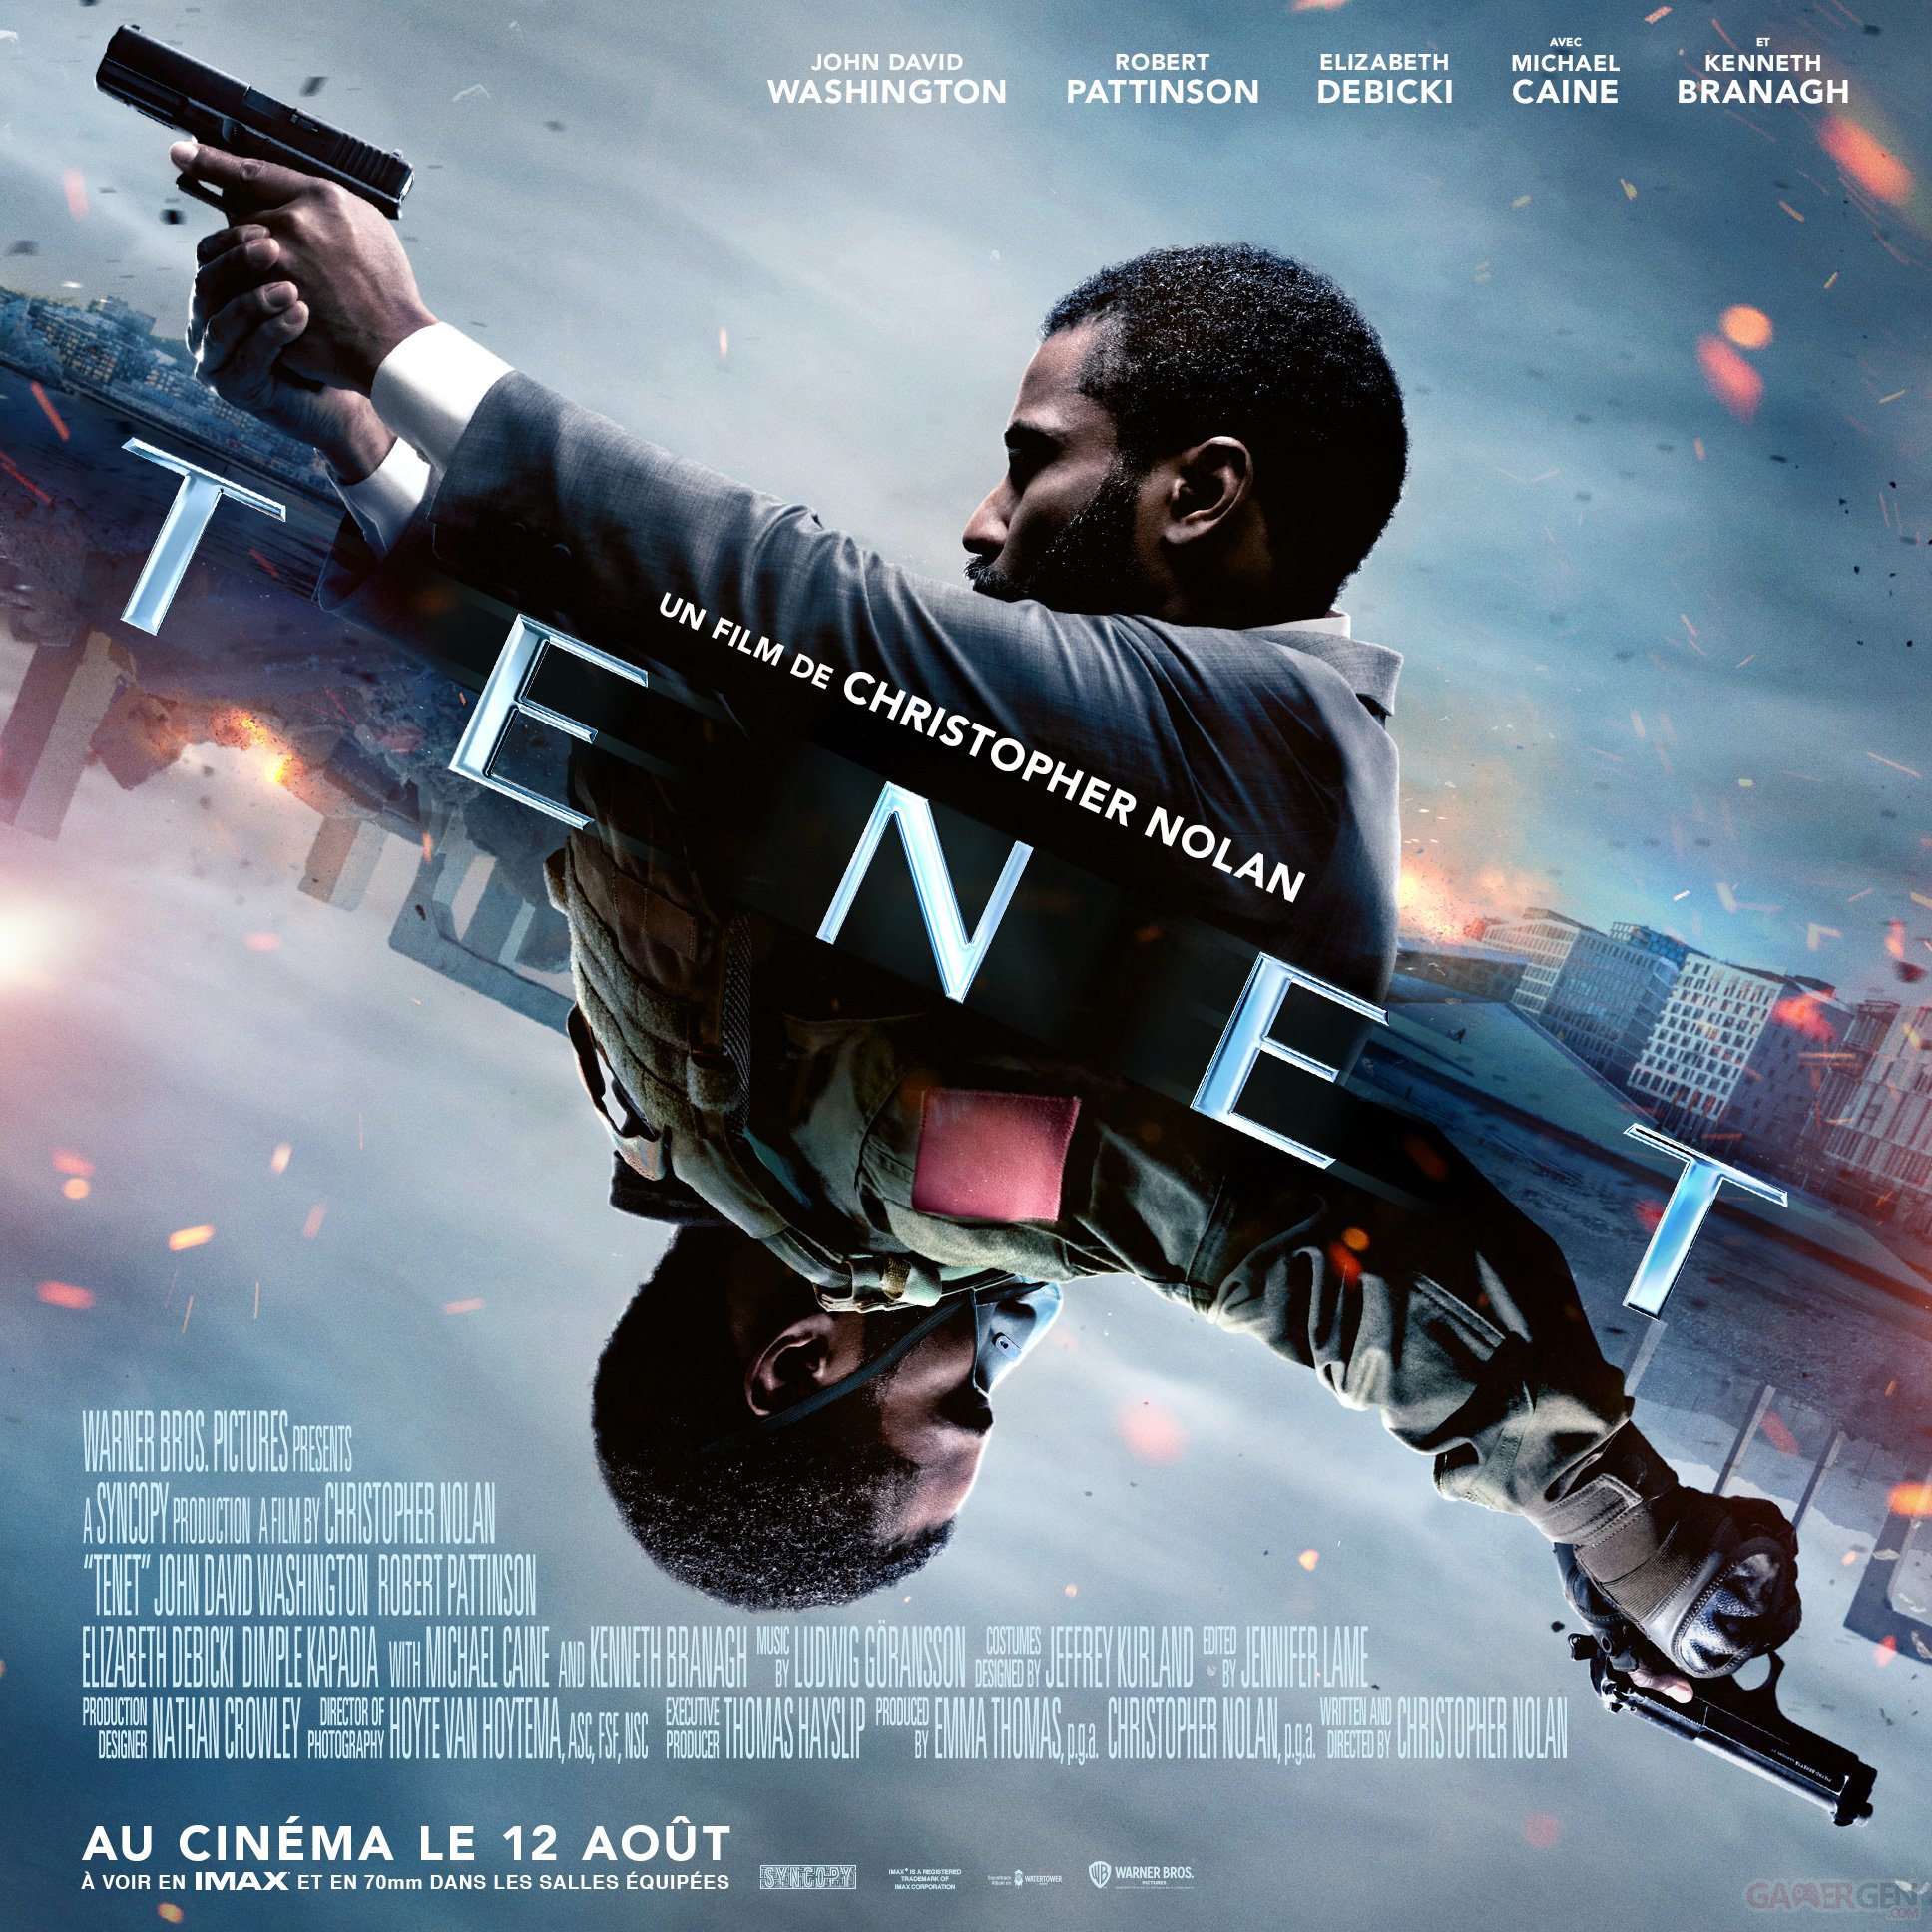 JOHN DAVID WASHINGTON
ROBERT PATTINSON
ELIZABETH DEBICKI
AVEC MICHAEL CAINE
ET KENNETH BRANAGH
UN FILM DE CHRISTOPHER NOLAN
TENET
WARNER BROS. PICTURES PRESENTS
A SYNCOPY PRODUCTION A FILM BY CHRISTOPHER NOLAN
“TENET” JOHN DAVID WASHINGTON ROBERT PATTINSON
ELIZABETH DEBICKI DIMPLE KAPADIA WITH MICHAEL CAINE AND KENNETH BRANAGH MUSIC BY LUDWIG GÖRANSSON COSTUMES DESIGNED BY JEFFREY KURLAND EDITED BY JENNIFER LAME
PRODUCTION DESIGNER NATHAN CROWLEY DIRECTOR OF PHOTOGRAPHY HOYTE VAN HOYTEMA, ASC, FSF, NSC EXECUTIVE PRODUCER THOMAS HAYSLIP PRODUCED BY EMMA THOMAS, p.g.a. CHRISTOPHER NOLAN, p.g.a. WRITTEN AND DIRECTED BY CHRISTOPHER NOLAN
AU CINÉMA LE 12 AOÛT
À VOIR EN IMAX ET EN 70mm DANS LES SALLES ÉQUIPÉES
SYNCOPY
IMAX® IS A REGISTERED
TRADEMARK OF
IMAX CORPORATION
Soundtrack Album on WATERTOWER
WB WARNER BROS.
PICTURES
GAMERGEN
.COM